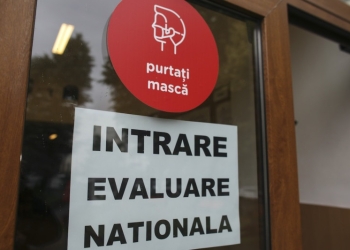 purtați
mască
INTRARE
EVALUARE
NATIONALA